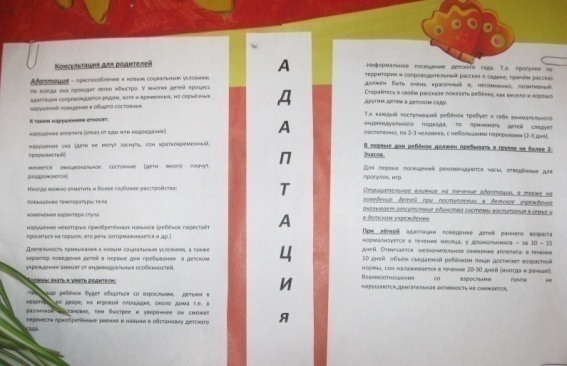 Консультация для родителей
Адаптация – приспособление к новым социальным условиям.
Не всегда она проходит легко обыстро. У многих детей процесс
адаптации сопровождается рядом, хотя и временных, но серьёзных
нарушений поведения и общего состояния.
К таким нарушениям относят:
нарушение аппетита (отказ от еды или недоедание)
нарушение сна (дети не могут заснуть, сон кратковременный,
прерывистый)
меняется эмоциональное состояние (дети много плачут,
раздражаются).
Иногда можно отметить и более глубокие расстройства:
повышение температуры тела
изменения характера стула
нарушение некоторых приобретённых навыков (ребёнок перестаёт
проситься на горшок, его речь затормаживается и др.)
Длительность привыкания к новым социальным условиям, а также
характер поведения детей в первые дни пребывания в детском
учреждении зависят от индивидуальных особенностей.
Должны знать и уметь родители:
ребёнок будет общаться со взрослыми, детьми в
во дворе, на игровой площадке, около дома т.е. в
обстановке, тем быстрее и увереннее он сможет
перенести приобретённые умения и навыки в обстановку детского
сада.
А
Д
А
П
Т
А
Ц
И
Я
-Неформальное посещение детского сада. Т.е. прогулки по
территории и сопроводительный рассказ о садике, причём рассказ
должен быть очень красочный и, несомненно, позитивный.
Старайтесь в своём рассказе показать ребёнку, как весело и хорошо
другим детям в детском саду.
Т.к каждый поступивший ребёнок требует к себе внимательного
индивидуального подхода, то принимать детей следует
постепенно, по 2-3 человека, с небольшими перерывами (2-3 дня).
В первые дни ребёнок должен пребывать в группе не более 2-
3часов.
Для первых посещений рекомендуются часы, отведённые для
прогулок, игр.
Отрицательное влияние на течение адаптации, а также на
поведение детей при поступлении в детское учреждение
оказывает отсутствие единства системы воспитания в семье и
в детском учреждении.
При лёгкой адаптации поведение детей раннего возраста
нормализуется в течение месяца, у дошкольников – за 10 – 15
дней. Отмечается незначительное снижение аппетита: в течение
10 дней объём съедаемой ребёнком пищи достигает возрастной
нормы, сон налаживается в течение 20-30 дней (иногда и раньше).
Взаимоотношения со взрослыми почти не
нарушаются,двигательная активность не снижается,